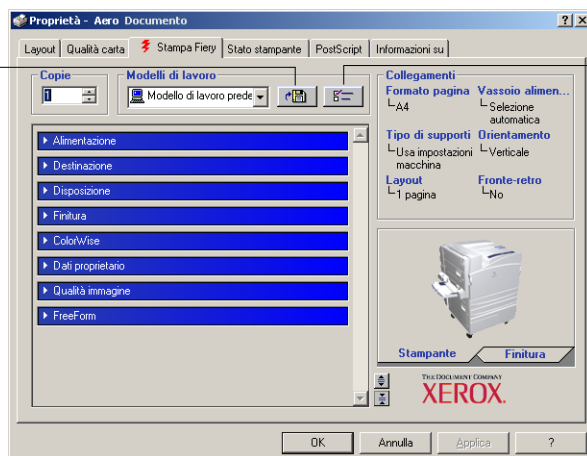 Proprietà - Aero Documento
Layout
Qualità carta
Stampa Fiery
Stato stampante
PostScript
Informazioni su
Copie
1
Modelli di lavoro
Modello di lavoro prede
Alimentazione
Destinazione
Disposizione
Finitura
ColorWise
Dati proprietario
Qualità immagine
FreeForm
Collegamenti
Formato pagina Vassoio alimen...
A4 Selezione
automatica
Tipo di supporti Orientamento
Usa impostazioni Verticale
macchina
Layout Fronte-retro
1 pagina No
Stampante
Finitura
THE DOCUMENT COMPANY
XEROX.
OK
Annulla
Applica
?